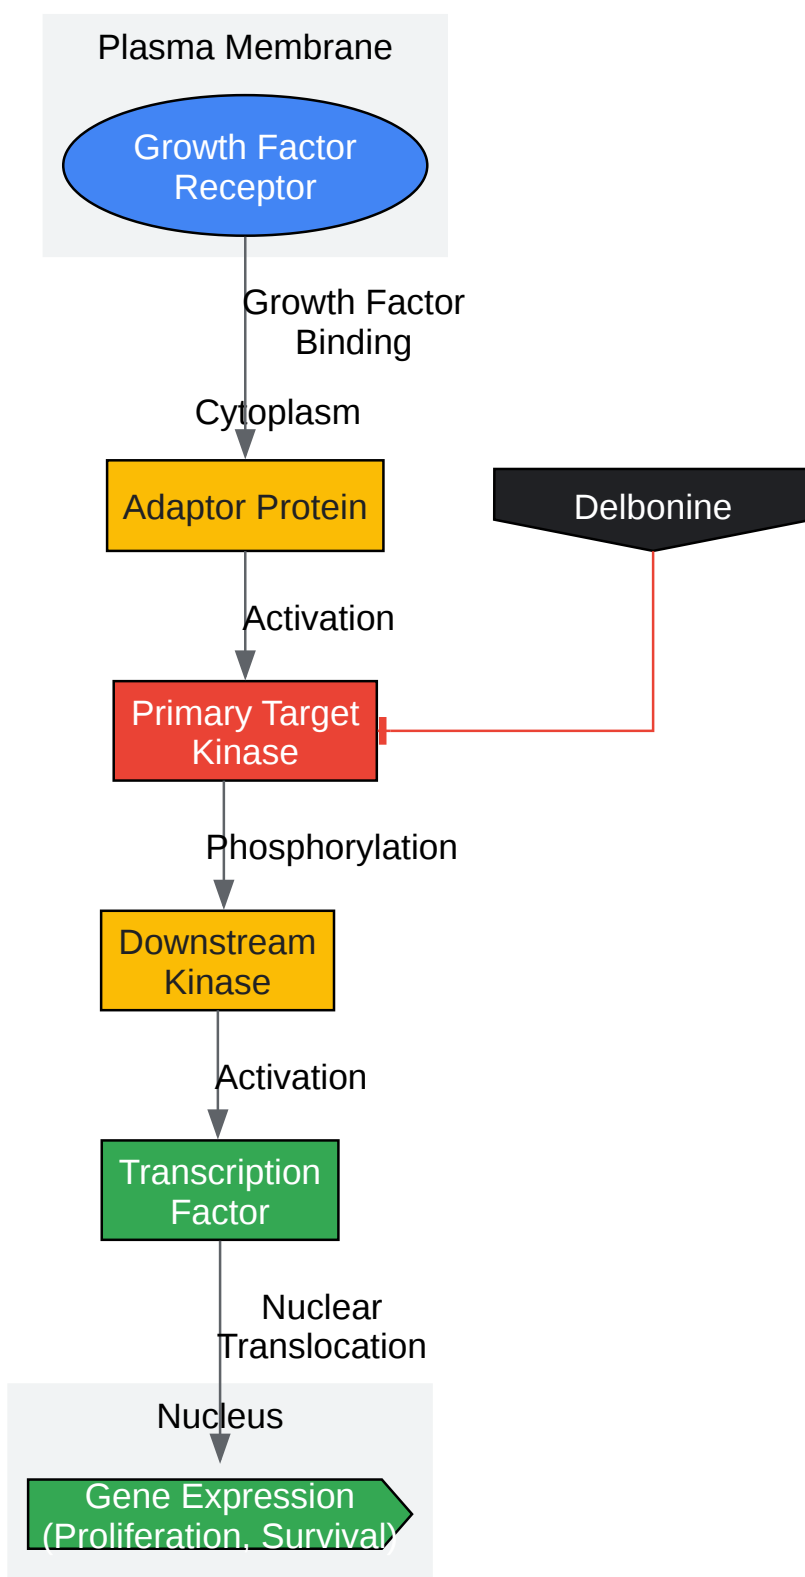 Plasma Membrane
Growth Factor
Receptor
Growth Factor
Binding
Cytoplasm
Adaptor Protein
Delbonine
Activation
Primary Target
Kinase
Phosphorylation
Downstream
Kinase
Activation
Transcription
Factor
Nuclear
Translocation
Nucleus
Gene Expression
(Proliferation, Survival)